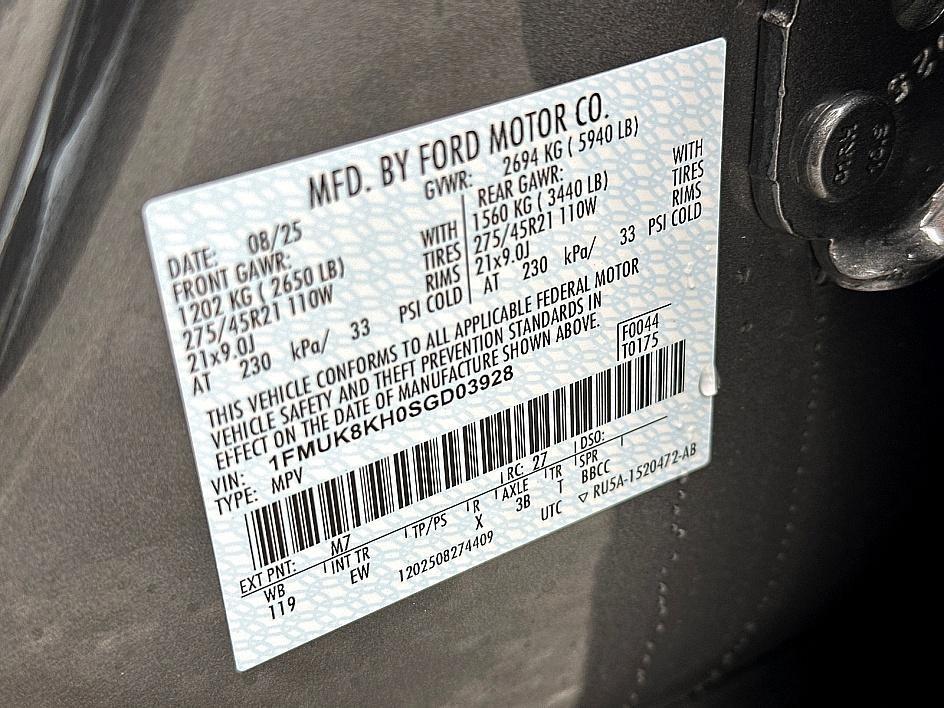 MFD. BY FORD MOTOR CO.
DATE: 08/25
GVWR: 2694 KG ( 5940 LB)
FRONT GAWR: WITH
1202 KG ( 2650 LB) TIRES
275/45R21 110W RIMS
21x9.0J PSI COLD
AT 230 kPa/ 33
REAR GAWR: WITH
1560 KG ( 3440 LB) TIRES
275/45R21 110W RIMS
21x9.0J PSI COLD
AT 230 kPa/ 33
THIS VEHICLE CONFORMS TO ALL APPLICABLE FEDERAL MOTOR
VEHICLE SAFETY AND THEFT PREVENTION STANDARDS IN
EFFECT ON THE DATE OF MANUFACTURE SHOWN ABOVE.
F0044
T0175
VIN: 1FMUK8KH0SGD03928
TYPE: MPV
EXT PNT: M7 RC: 27 DSO:
WB INT TR TP/PS R AXLE TR SPR
119 EW X 3B T BBCC
1202508274409 UTC ▽ RU5A-1520472-AB